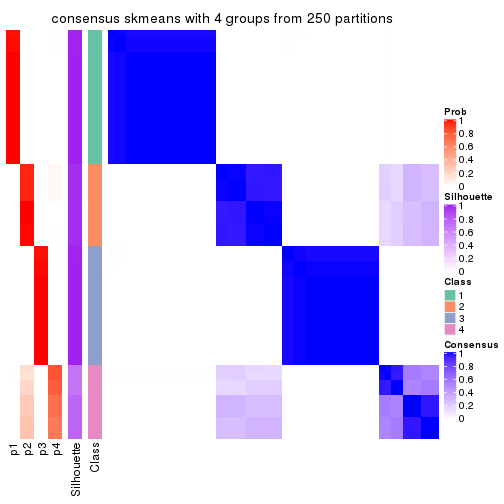 consensus skmeans with 4 groups from 250 partitions
Prob
1
0.8
0.6
0.4
0.2
0
Silhouette
1
0.8
0.6
0.4
0.2
0
Class
1
2
3
4
Consensus
1
0.8
0.6
0.4
0.2
0
p1
p2
p3
p4
Silhouette
Class